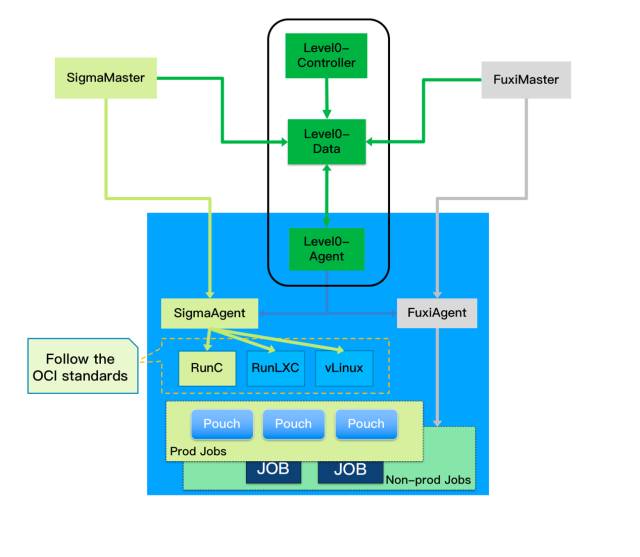 Level0-
Controller
SigmaMaster
FuxiMaster
Level0-
Data
Level0-
Agent
SigmaAgent
FuxiAgent
Follow the
OCI standards
RunC
RunLXC
vLinux
Pouch
Pouch
Pouch
Prod Jobs
JOB
JOB
Non-prod Jobs